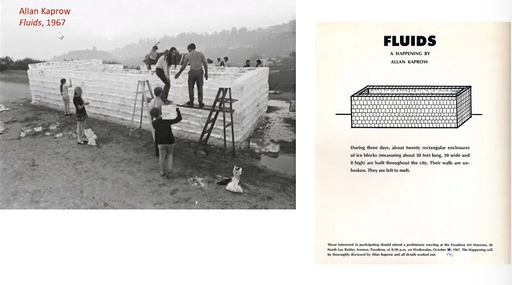 Allan Kaprow
Fluids, 1967
FLUIDS
A HAPPENING BY
ALLAN KAPROW
During three days, about twenty rectangular enclosures
of ice blocks (measuring about 30 feet long, 10 wide and
8 high) are built throughout the city. Their walls are un-
broken. They are left to melt.
Those interested in participating should attend a preliminary meeting at the Pasadena Art Museum, 46
North Los Robles Avenue, Pasadena, at 8:30 p.m. on Wednesday, October 1967. The Happening will
be thoroughly discussed by Allan Kaprow and all details worked out.